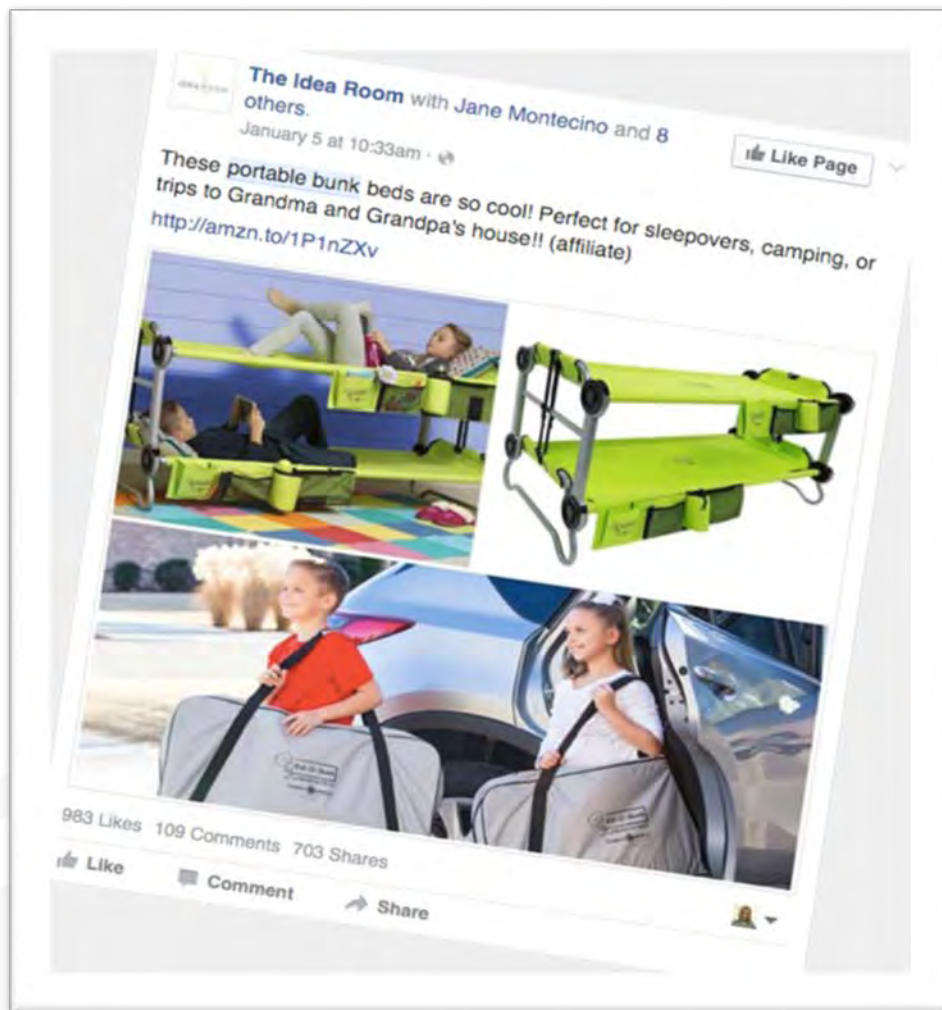 The Idea Room with Jane Montecino and 8
others.
January 5 at 10:33am ·
Like Page
These portable bunk beds are so cool! Perfect for sleepovers, camping, or
trips to Grandma and Grandpa's house!! (affiliate)
http://amzn.to/1P1nZXv
983 Likes 109 Comments 703 Shares
Like Comment Share